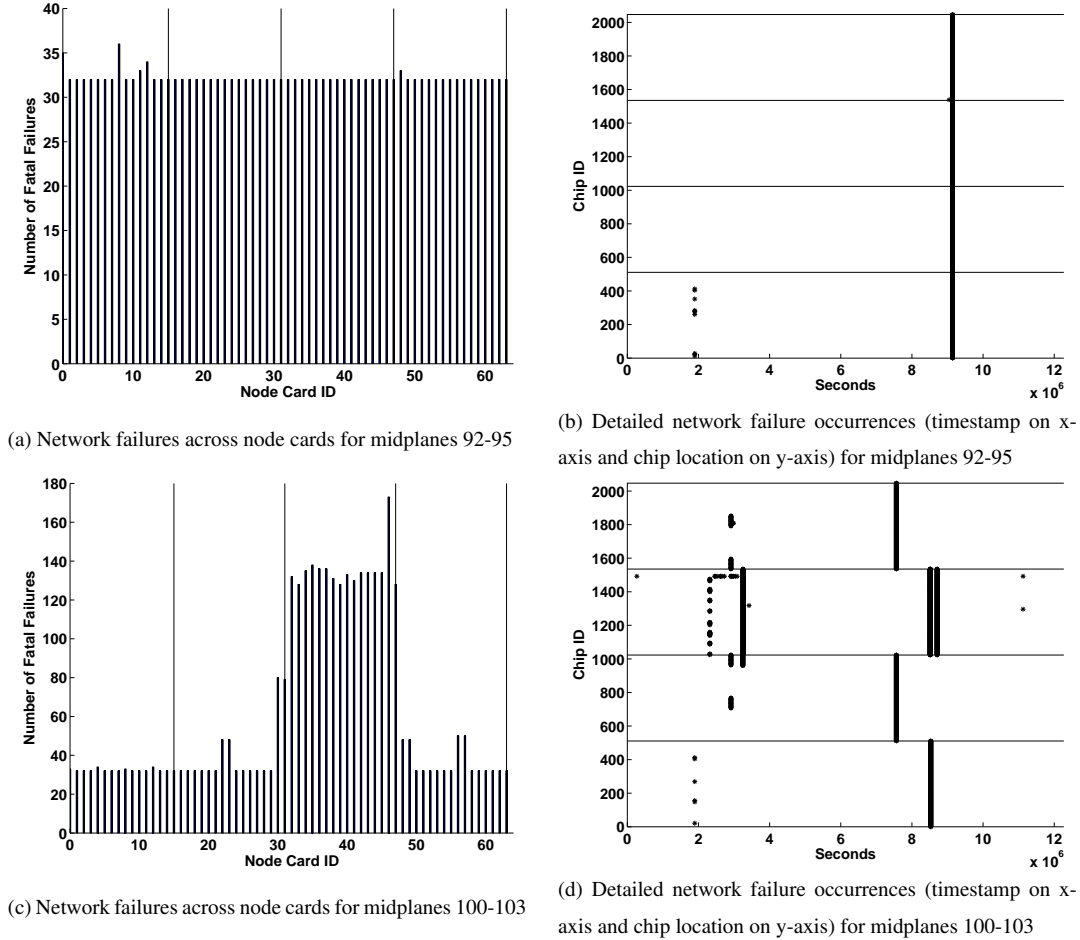 40
35
30
25
20
15
10
5
0
Number of Fatal Failures
0 10 20 30 40 50 60
Node Card ID
(a) Network failures across node cards for midplanes 92-95
2000
1800
1600
1400
1200
1000
800
600
400
200
0
Chip ID
0 2 4 6 8 10 12
Seconds
x 10^6
(b) Detailed network failure occurrences (timestamp on x-
axis and chip location on y-axis) for midplanes 92-95
180
160
140
120
100
80
60
40
20
0
Number of Fatal Failures
0 10 20 30 40 50 60
Node Card ID
(c) Network failures across node cards for midplanes 100-103
2000
1800
1600
1400
1200
1000
800
600
400
200
0
Chip ID
0 2 4 6 8 10 12
Seconds
x 10^6
(d) Detailed network failure occurrences (timestamp on x-
axis and chip location on y-axis) for midplanes 100-103